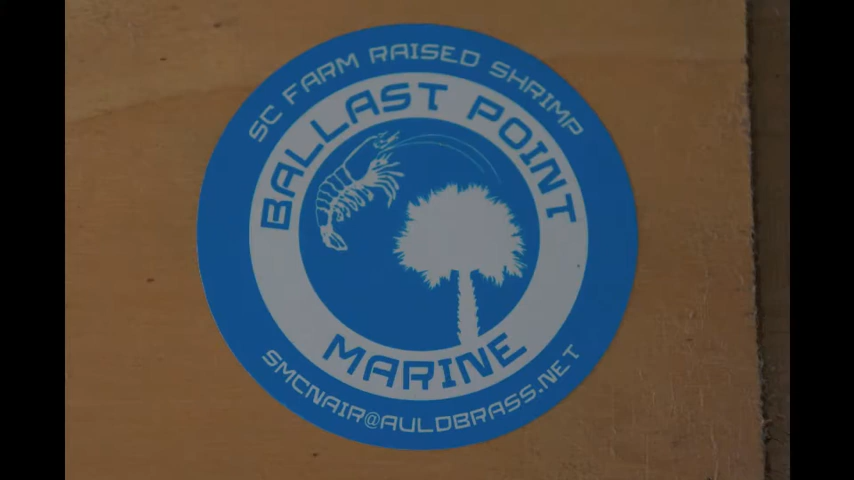 SC FARM RAISED SHRIMP
BALLAST POINT
MARINE
SMCNAIR@AULDBRASS.NET